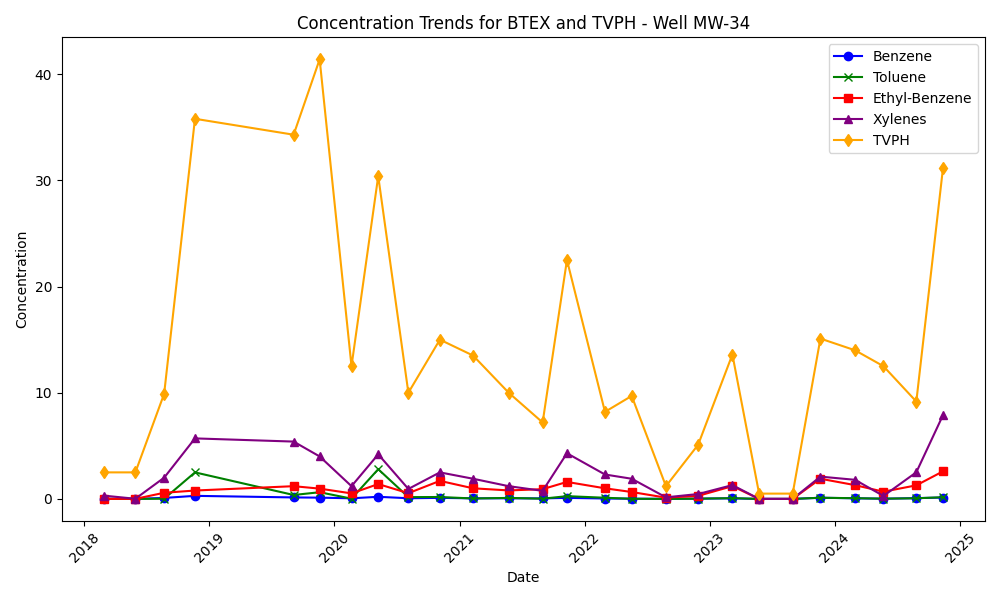 Concentration Trends for BTEX and TVPH - Well MW-34
Benzene
Toluene
Ethyl-Benzene
Xylenes
TVPH
40
30
20
10
0
Concentration
2018
2019
2020
2021
2022
2023
2024
2025
Date